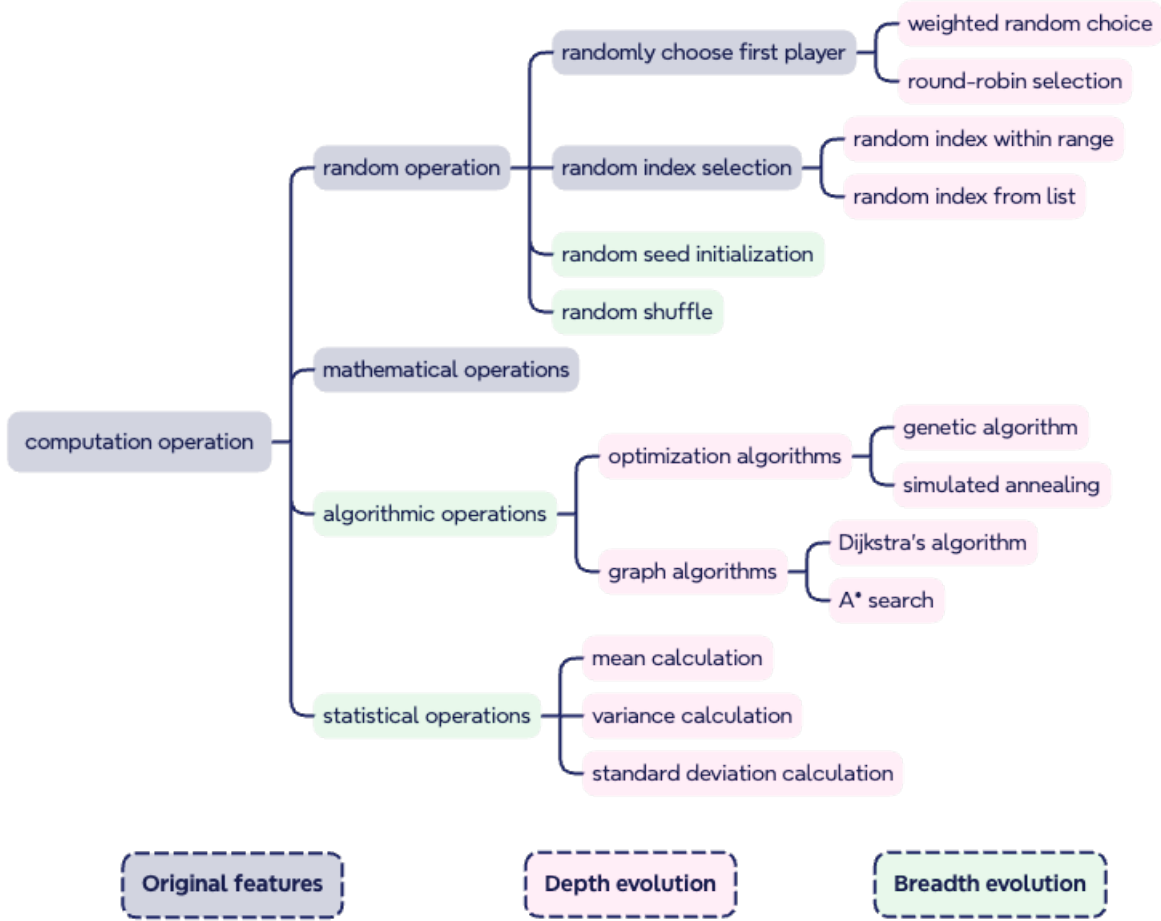 weighted random choice
randomly choose first player
round-robin selection
random index within range
random operation
random index selection
random index from list
random seed initialization
random shuffle
mathematical operations
computation operation
genetic algorithm
optimization algorithms
simulated annealing
algorithmic operations
Dijkstra's algorithm
graph algorithms
A* search
mean calculation
statistical operations
variance calculation
standard deviation calculation
Original features
Depth evolution
Breadth evolution